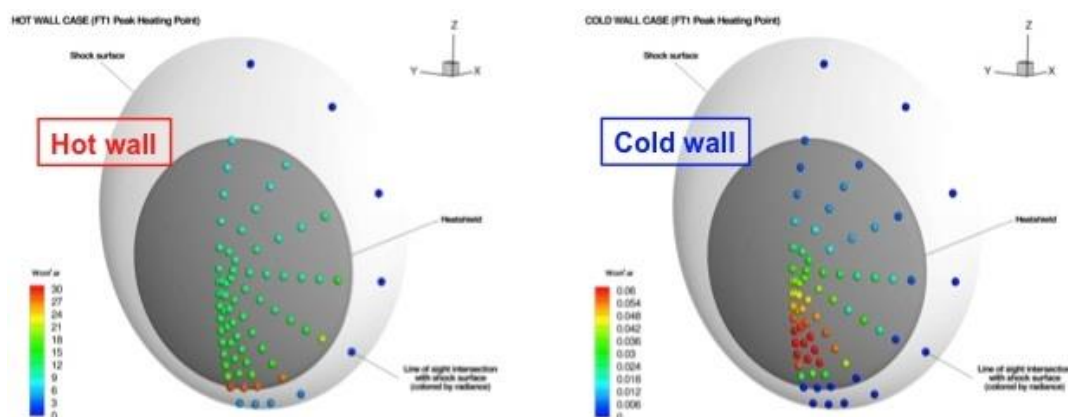 HOT WALL CASE (FT1 Peak Heating Point)
Shock surface
Z
Y
X
Hot wall
Heatshield
30
27
24
21
18
15
12
9
6
3
0
Line of sight intersection
with shock surface
(colored by radiance)
COLD WALL CASE (FT1 Peak Heating Point)
Shock surface
Z
Y
X
Cold wall
Heatshield
0.06
0.054
0.048
0.042
0.036
0.03
0.024
0.018
0.012
0.006
0
Line of sight intersection
with shock surface
(colored by radiance)